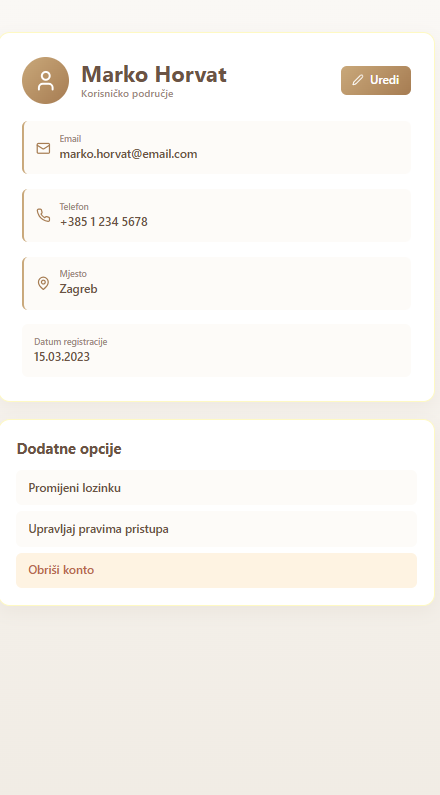 Marko Horvat
Korisničko područje
Uredi
Email
marko.horvat@email.com
Telefon
+385 1 234 5678
Mjesto
Zagreb
Datum registracije
15.03.2023
Dodatne opcije
Promijeni lozinku
Upravljaj pravima pristupa
Obriši konto